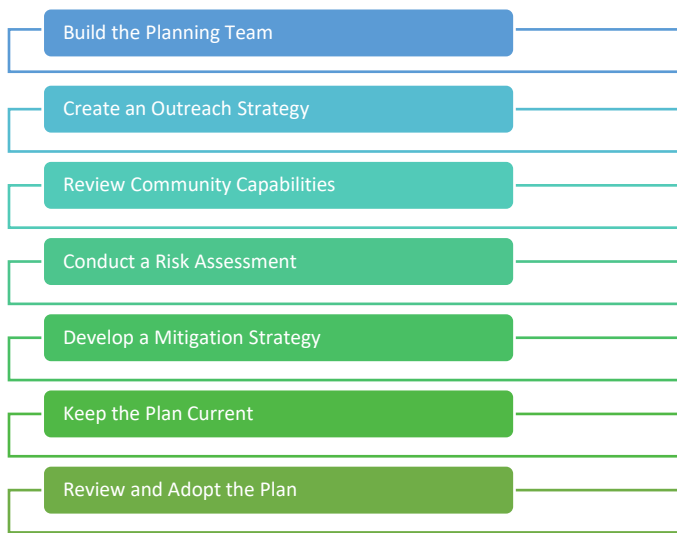 Build the Planning Team
Create an Outreach Strategy
Review Community Capabilities
Conduct a Risk Assessment
Develop a Mitigation Strategy
Keep the Plan Current
Review and Adopt the Plan